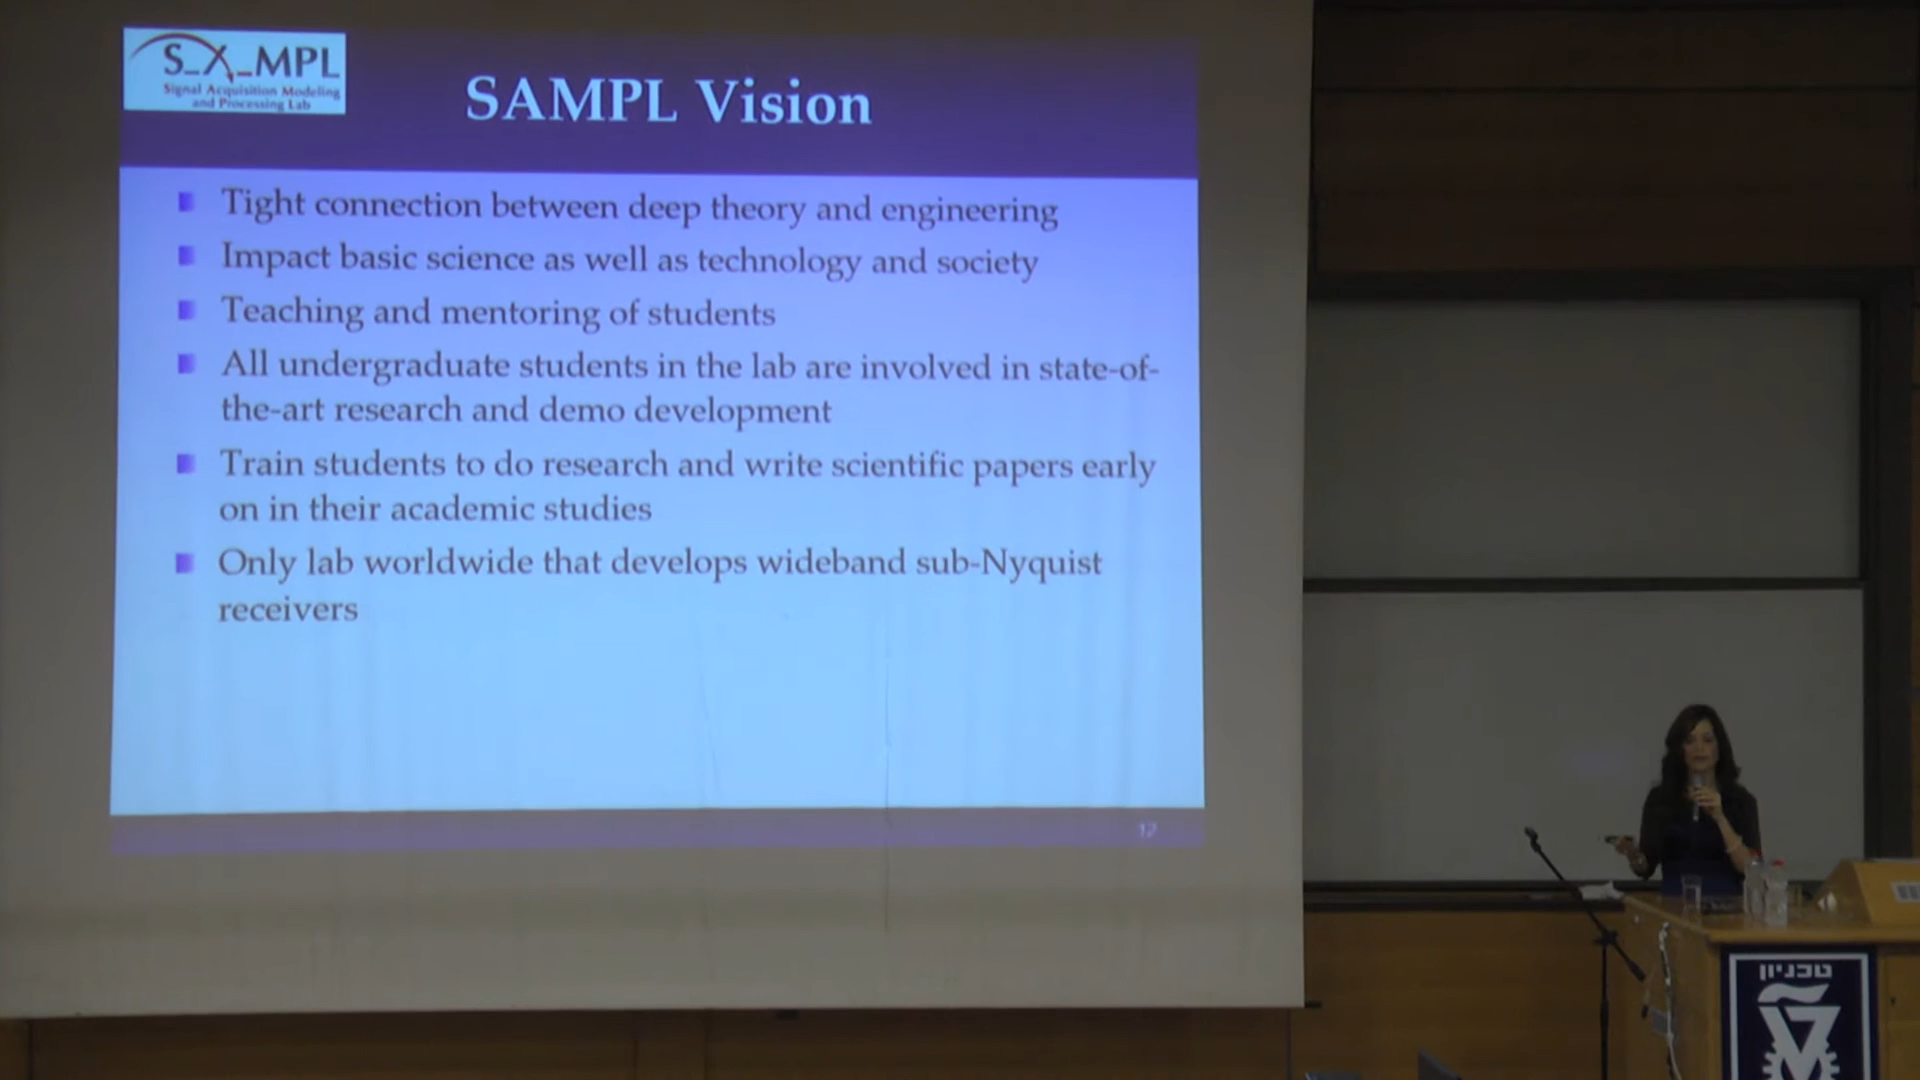 S_A_MPL
Signal Acquisition Modeling
and Processing Lab
SAMPL Vision
Tight connection between deep theory and engineering
Impact basic science as well as technology and society
Teaching and mentoring of students
All undergraduate students in the lab are involved in state-of-
the-art research and demo development
Train students to do research and write scientific papers early
on in their academic studies
Only lab worldwide that develops wideband sub-Nyquist
receivers
17
טכניון